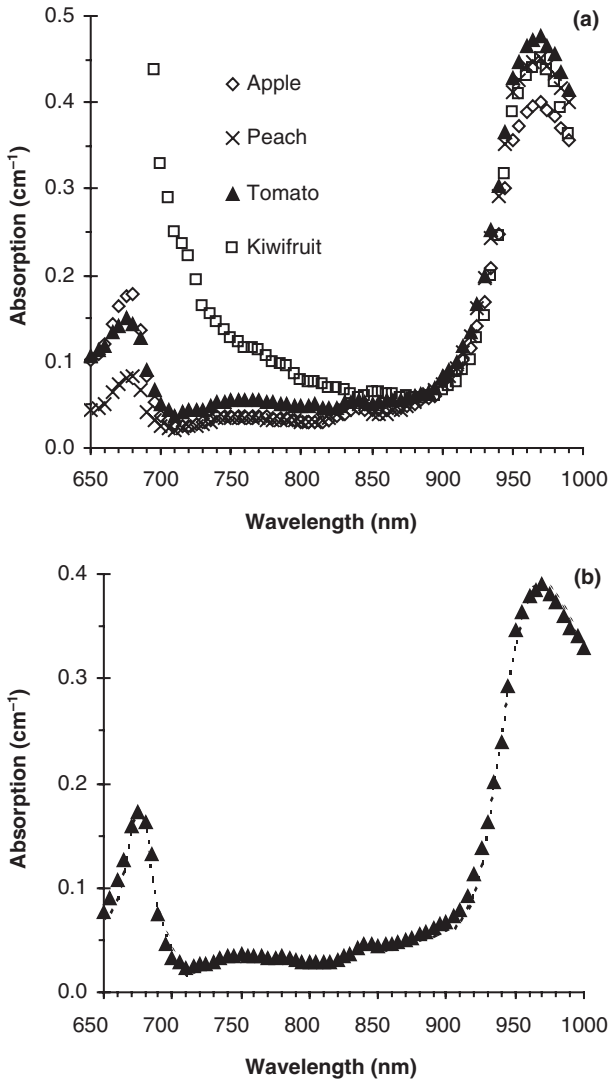 (a)
0.5
0.4
0.3
0.2
0.1
0.0
Absorption (cm⁻¹)
Apple
Peach
Tomato
Kiwifruit
650 700 750 800 850 900 950 1000
Wavelength (nm)
(b)
0.4
0.3
0.2
0.1
0.0
Absorption (cm⁻¹)
650 700 750 800 850 900 950 1000
Wavelength (nm)